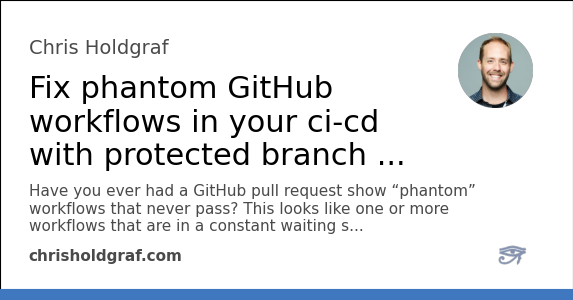 Chris Holdgraf
Fix phantom GitHub
workflows in your ci-cd
with protected branch ...
Have you ever had a GitHub pull request show “phantom”
workflows that never pass? This looks like one or more
workflows that are in a constant waiting s...
chrisholdgraf.com